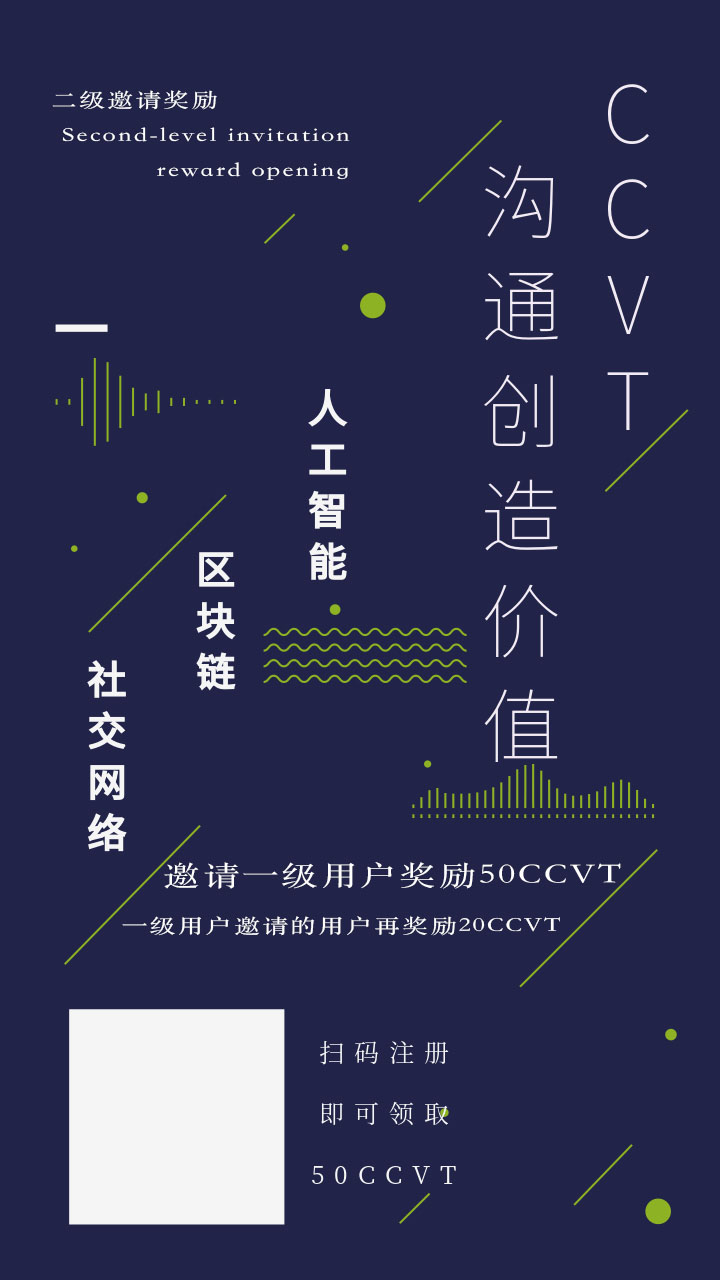 二级邀请奖励
Second-level invitation
reward opening
CCVT
沟通创造价值
人工智能
区块链
社交网络
邀请一级用户奖励50CCVT
一级用户邀请的用户再奖励20CCVT
扫码注册
即可领取
50CCVT